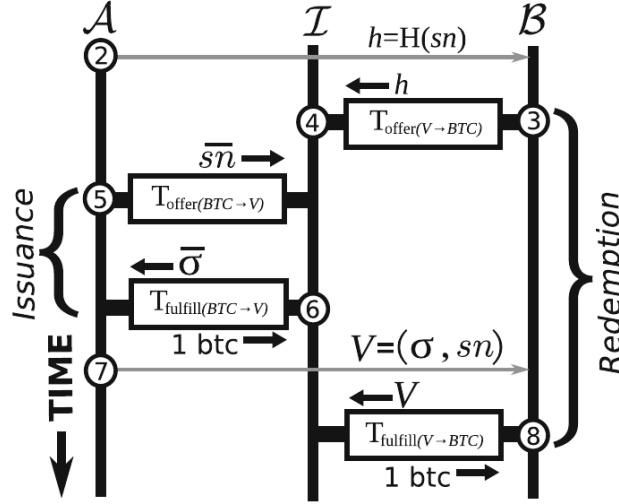 𝒜 ℐ ℬ
2 h=H(sn)
h
4 T_offer(V→BTC) 3
s̅n̅
5 T_offer(BTC→V)
Issuance
Redemption
σ̅
T_fulfill(BTC→V) 6
1 btc
TIME
7 V=(σ, sn)
V
T_fulfill(V→BTC) 8
1 btc